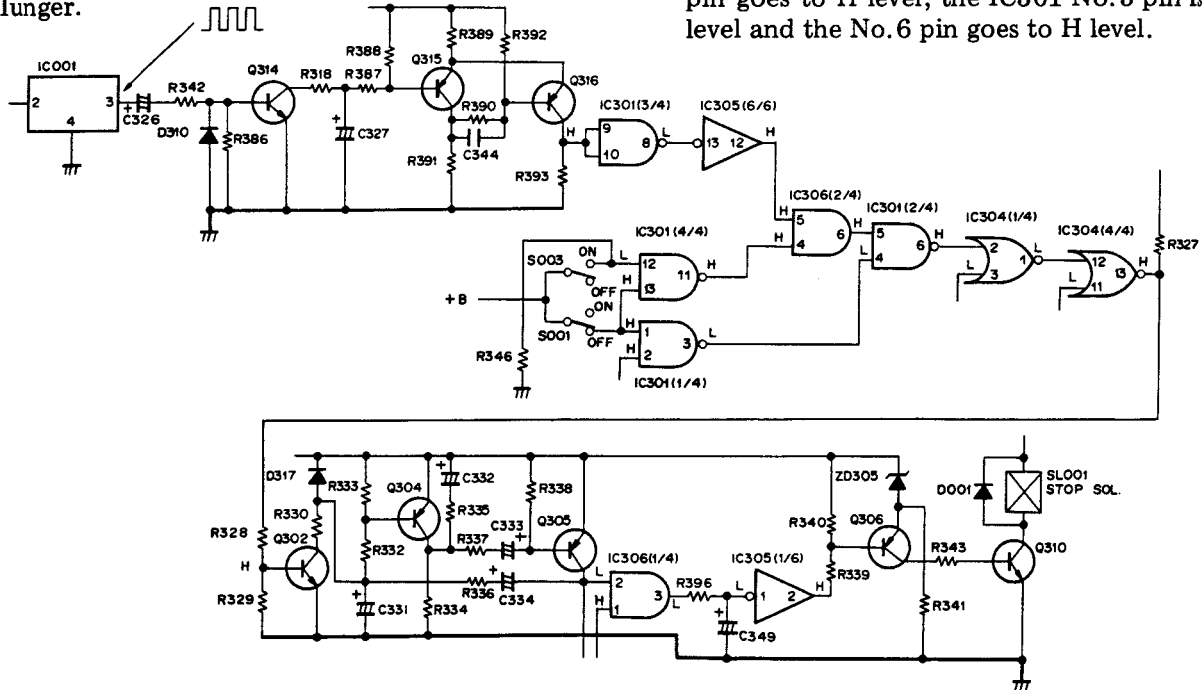 lunger.
pin goes to H level, the IC301 No.3 pin is
level and the No.6 pin goes to H level.
IC001
2
3
4
C326
R342
D310
R386
Q314
R318
R387
C327
R388
Q315
R389
R392
R390
C344
R391
Q316
H
R393
IC301(3/4)
9
10
8
L
IC305(6/6)
13
12
H
IC306(2/4)
5
H
4
6
H
IC301(2/4)
5
L
4
6
H
IC304(1/4)
2
L
3
1
L
IC304(4/4)
12
L
11
13
H
R327
+B
S003
ON
OFF
S001
ON
OFF
R346
IC301(4/4)
L
12
H
13
11
H
H
1
H
2
3
L
IC301(1/4)
R328
H
R329
D317
R330
Q302
R333
R332
C331
Q304
R334
C332
R335
R337
R336
C333
C334
R338
Q305
IC306(1/4)
L
2
H
1
3
L
R396
C349
IC305(1/6)
L
1
2
H
R340
R339
ZD305
Q306
R341
R343
D001
SL001
STOP SOL.
Q310